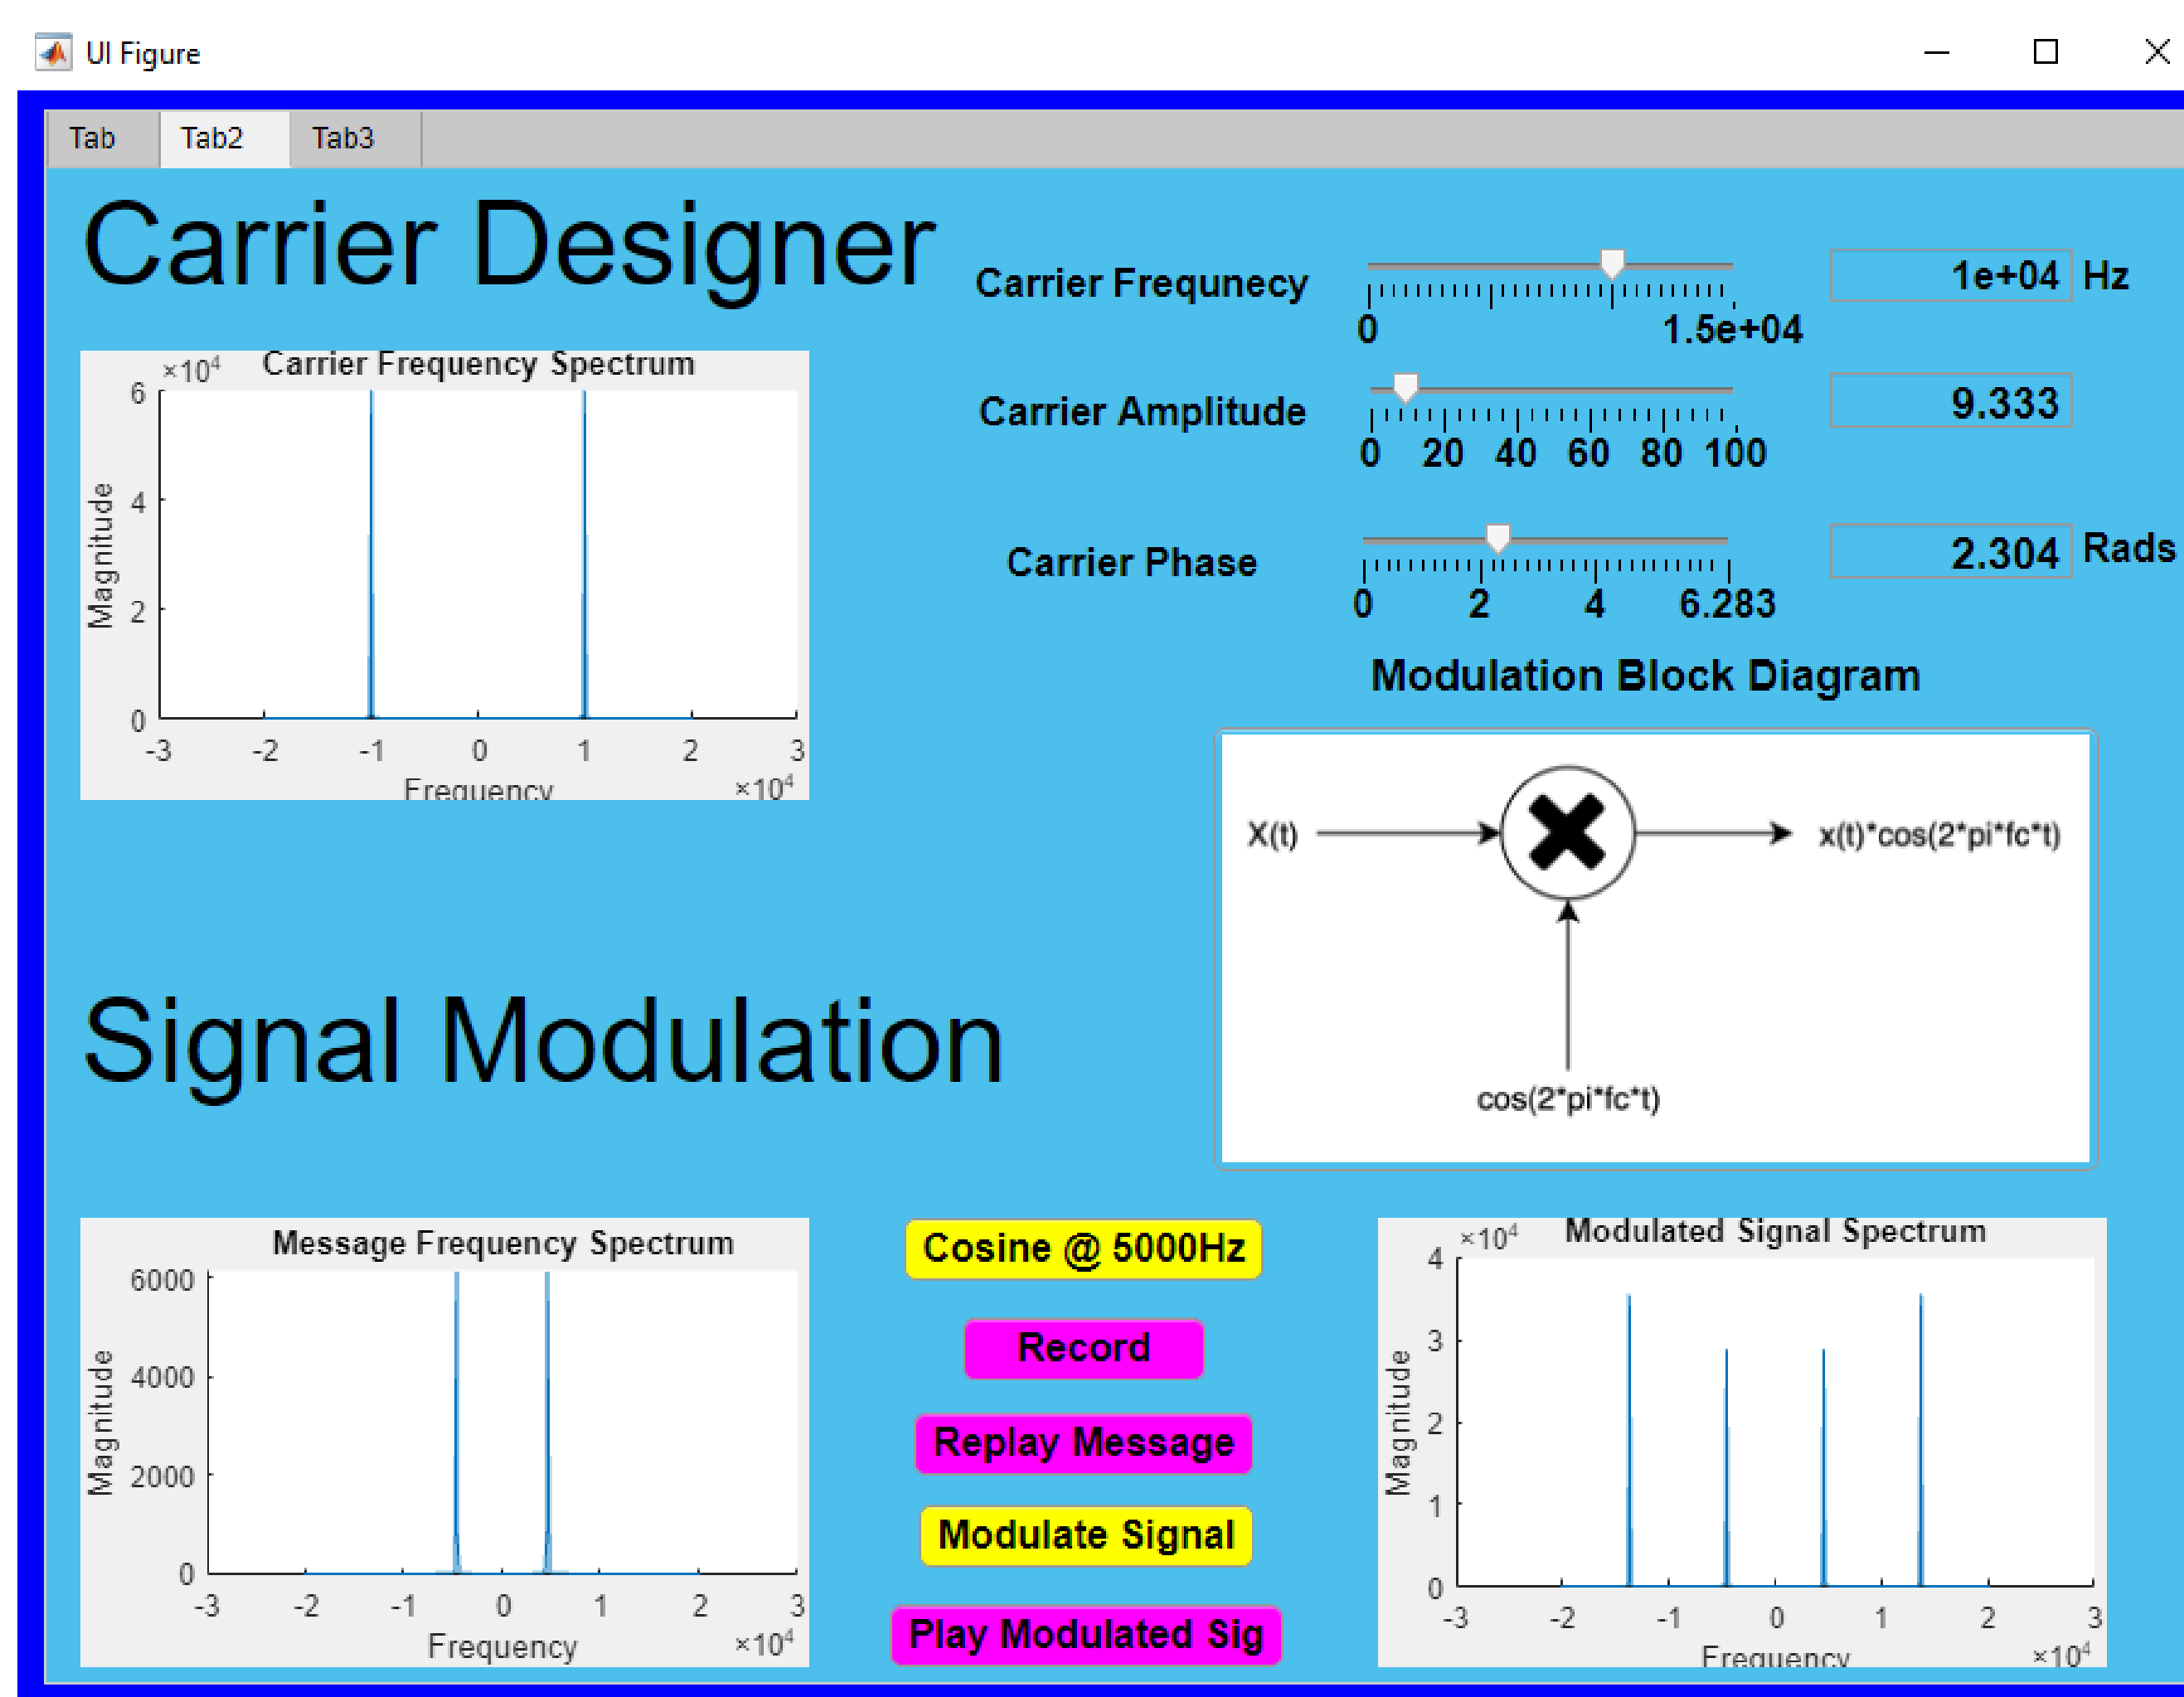 UI Figure
Tab Tab2 Tab3
Carrier Designer
Carrier Frequnecy
0 1.5e+04
1e+04 Hz
Carrier Amplitude
0 20 40 60 80 100
9.333
Carrier Phase
0 2 4 6.283
2.304 Rads
×10⁴ Carrier Frequency Spectrum
Magnitude
6
4
2
0
-3 -2 -1 0 1 2 3
Frequency ×10⁴
Modulation Block Diagram
X(t) x(t)*cos(2*pi*fc*t)
cos(2*pi*fc*t)
Signal Modulation
Message Frequency Spectrum
Magnitude
6000
4000
2000
0
-3 -2 -1 0 1 2 3
Frequency ×10⁴
Cosine @ 5000Hz
Record
Replay Message
Modulate Signal
Play Modulated Sig
×10⁴ Modulated Signal Spectrum
Magnitude
4
3
2
1
0
-3 -2 -1 0 1 2 3
Frequency ×10⁴